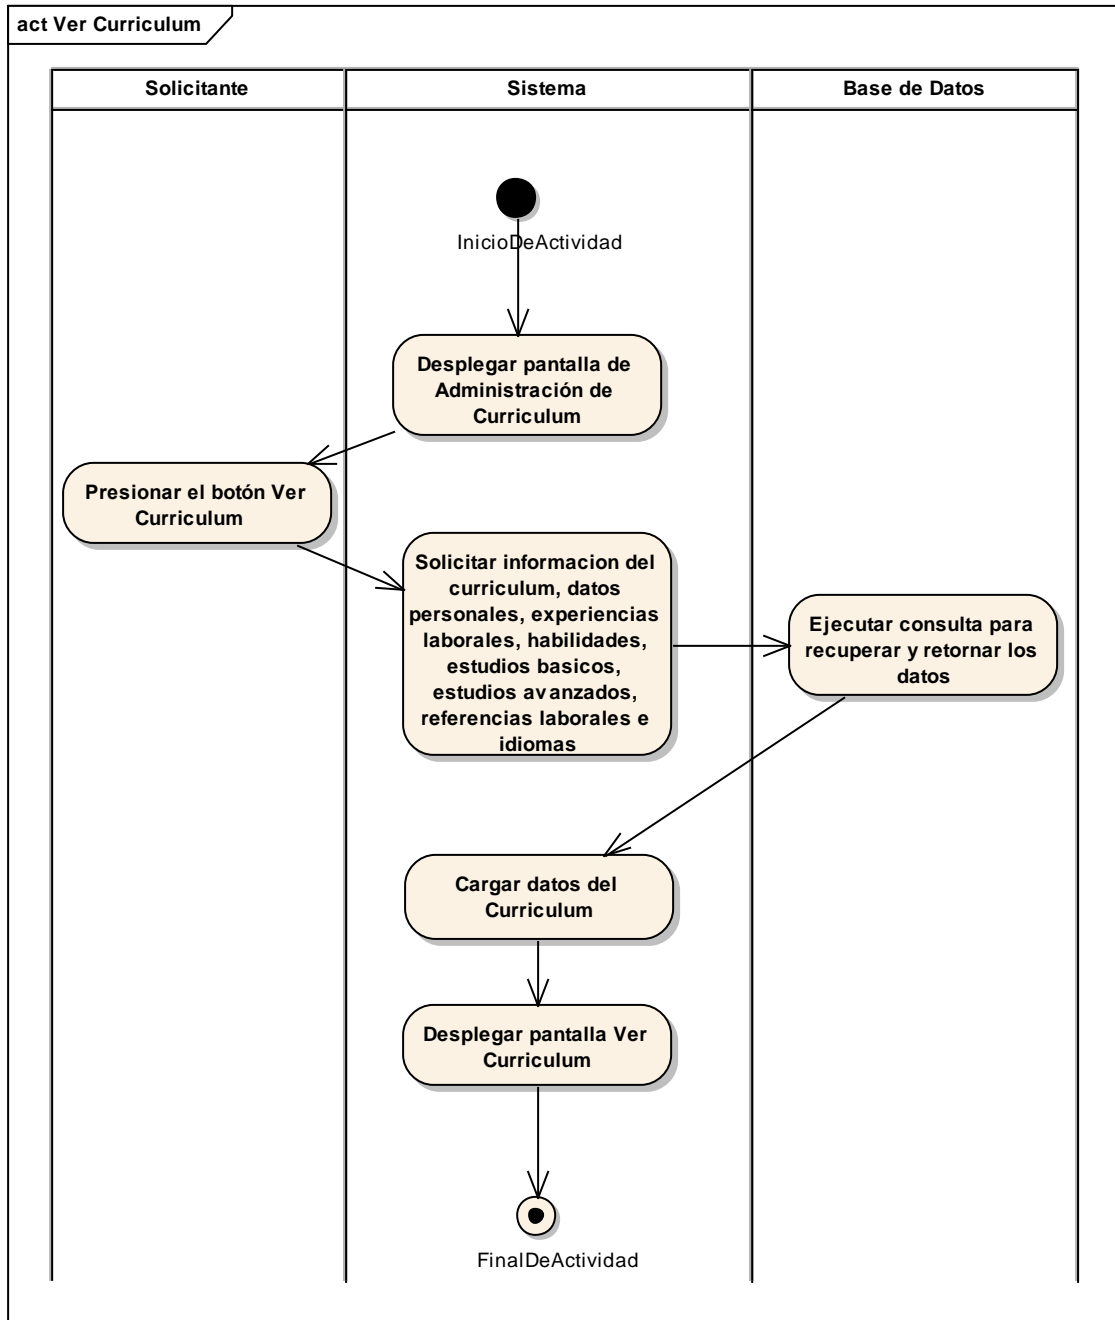 act Ver Curriculum
Solicitante
Sistema
Base de Datos
InicioDeActividad
Desplegar pantalla de
Administración de
Curriculum
Presionar el botón Ver
Curriculum
Solicitar informacion del
curriculum, datos
personales, experiencias
laborales, habilidades,
estudios basicos,
estudios avanzados,
referencias laborales e
idiomas
Ejecutar consulta para
recuperar y retornar los
datos
Cargar datos del
Curriculum
Desplegar pantalla Ver
Curriculum
FinalDeActividad